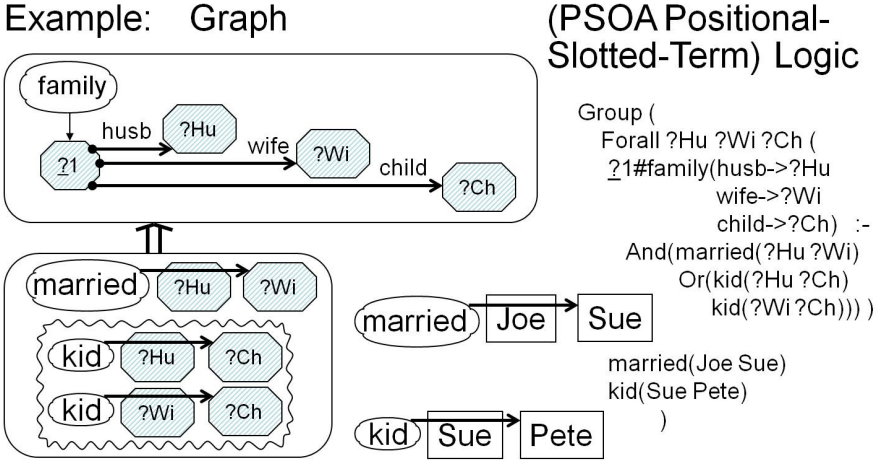 Example: Graph
(PSOA Positional-
Slotted-Term) Logic
family
husb
?Hu
wife
?Wi
?1
child
?Ch
married
?Hu
?Wi
kid
?Hu
?Ch
kid
?Wi
?Ch
married
Joe
Sue
kid
Sue
Pete
Group (
Forall ?Hu ?Wi ?Ch (
?1#family(husb->?Hu
wife->?Wi
child->?Ch) :-
And(married(?Hu ?Wi)
Or(kid(?Hu ?Ch)
kid(?Wi ?Ch))) )
married(Joe Sue)
kid(Sue Pete)
)